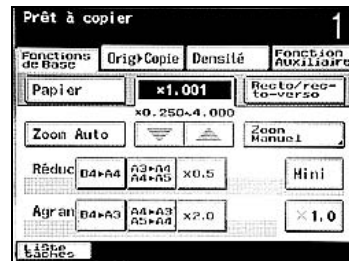 Prêt à copier 1
Fonctions de Base Orig▸Copie Densité Fonction Auxiliaire
Papier ×1.001 Recto/rec-to-verso
×0.250~4.000
Zoom Auto Zoom Manuel
Réduc B4▸A4 A3▸A4 A4▸A5 ×0.5 Mini
Agran B4▸A3 A4▸A3 A5▸A4 ×2.0 ×1.0
Liste tâches